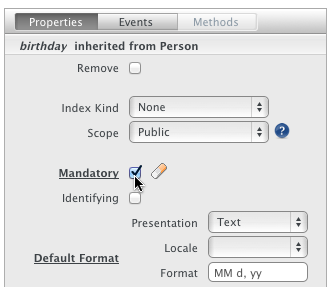 Properties Events Methods
birthday inherited from Person
Remove
Index Kind None
Scope Public ?
Mandatory
Identifying
Presentation Text
Locale
Default Format
Format MM d, yy